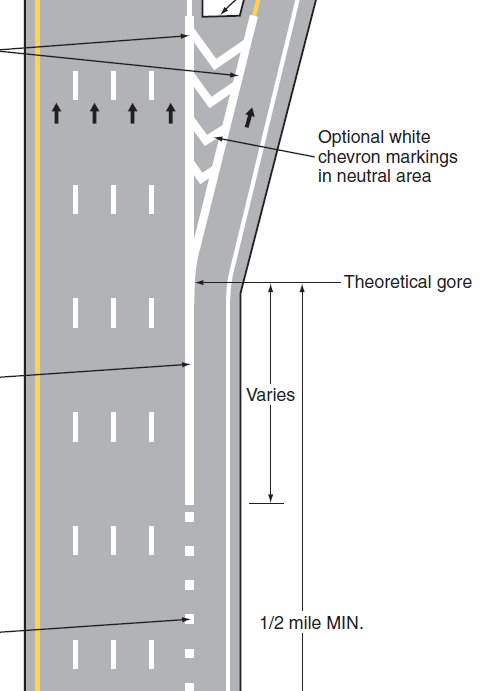 Optional white
chevron markings
in neutral area
Theoretical gore
Varies
1/2 mile MIN.